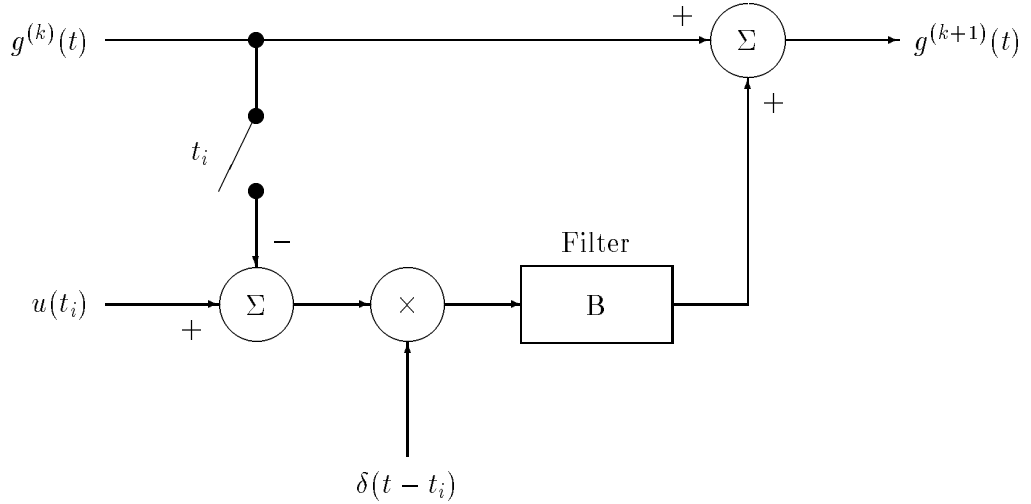 +
g^{(k)}(t) Σ g^{(k+1)}(t)
+
t_i
−
Filter
u(t_i) Σ × B
+
δ(t − t_i)